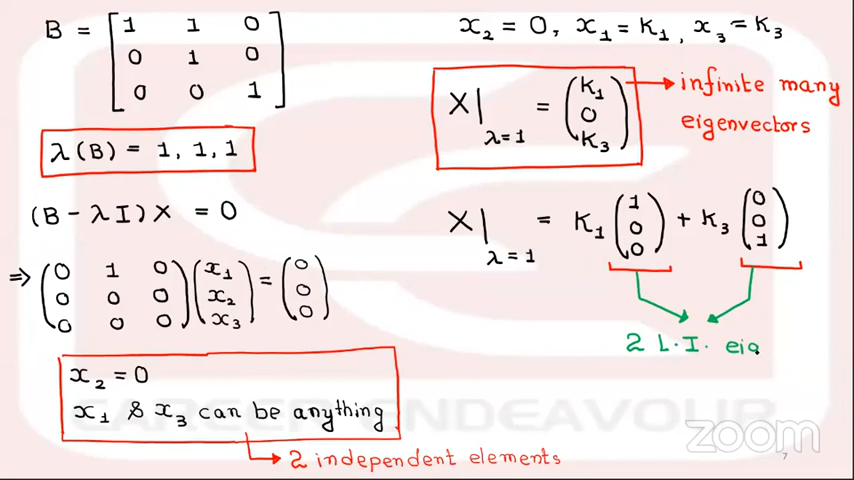 B = [1 1 0
0 1 0
0 0 1]
λ(B) = 1, 1, 1
(B - λI) X = 0
⇒ (0 1 0
0 0 0
0 0 0) (x₁
x₂
x₃) = (0
0
0)
x₂ = 0
x₁ & x₃ can be anything
→ 2 independent elements
x₂ = 0, x₁ = K₁, x₃ = K₃
X|λ=1 = (K₁
0
K₃) → infinite many
eigenvectors
X|λ=1 = K₁ (1
0
0) + K₃ (0
0
1)
2 L.I. eig
CAREER ENDEAVOUR
zoom
7